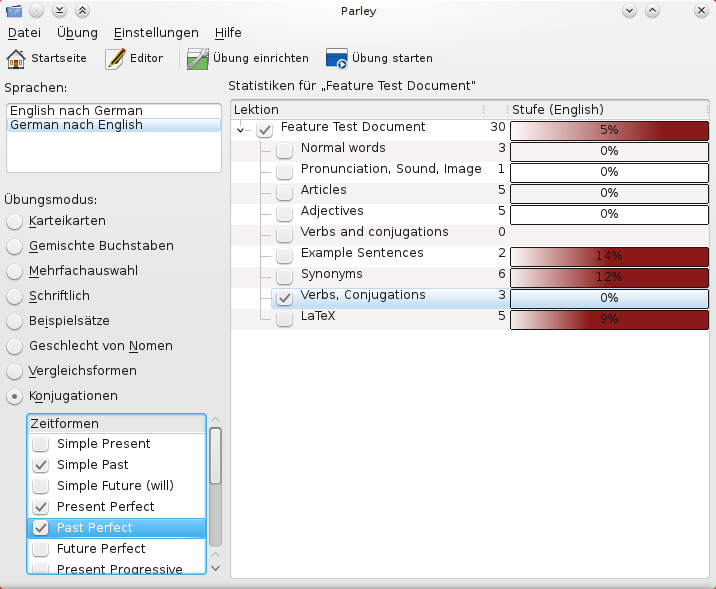 Parley
Datei Übung Einstellungen Hilfe
Startseite Editor Übung einrichten Übung starten
Sprachen:
English nach German
German nach English
Übungsmodus:
Karteikarten
Gemischte Buchstaben
Mehrfachauswahl
Schriftlich
Beispielsätze
Geschlecht von Nomen
Vergleichsformen
Konjugationen
Zeitformen
Simple Present
Simple Past
Simple Future (will)
Present Perfect
Past Perfect
Future Perfect
Present Progressive
Statistiken für „Feature Test Document“
Lektion Stufe (English)
Feature Test Document 30 5%
Normal words 3 0%
Pronunciation, Sound, Image 1 0%
Articles 5 0%
Adjectives 5 0%
Verbs and conjugations 0
Example Sentences 2 14%
Synonyms 6 12%
Verbs, Conjugations 3 0%
LaTeX 5 9%